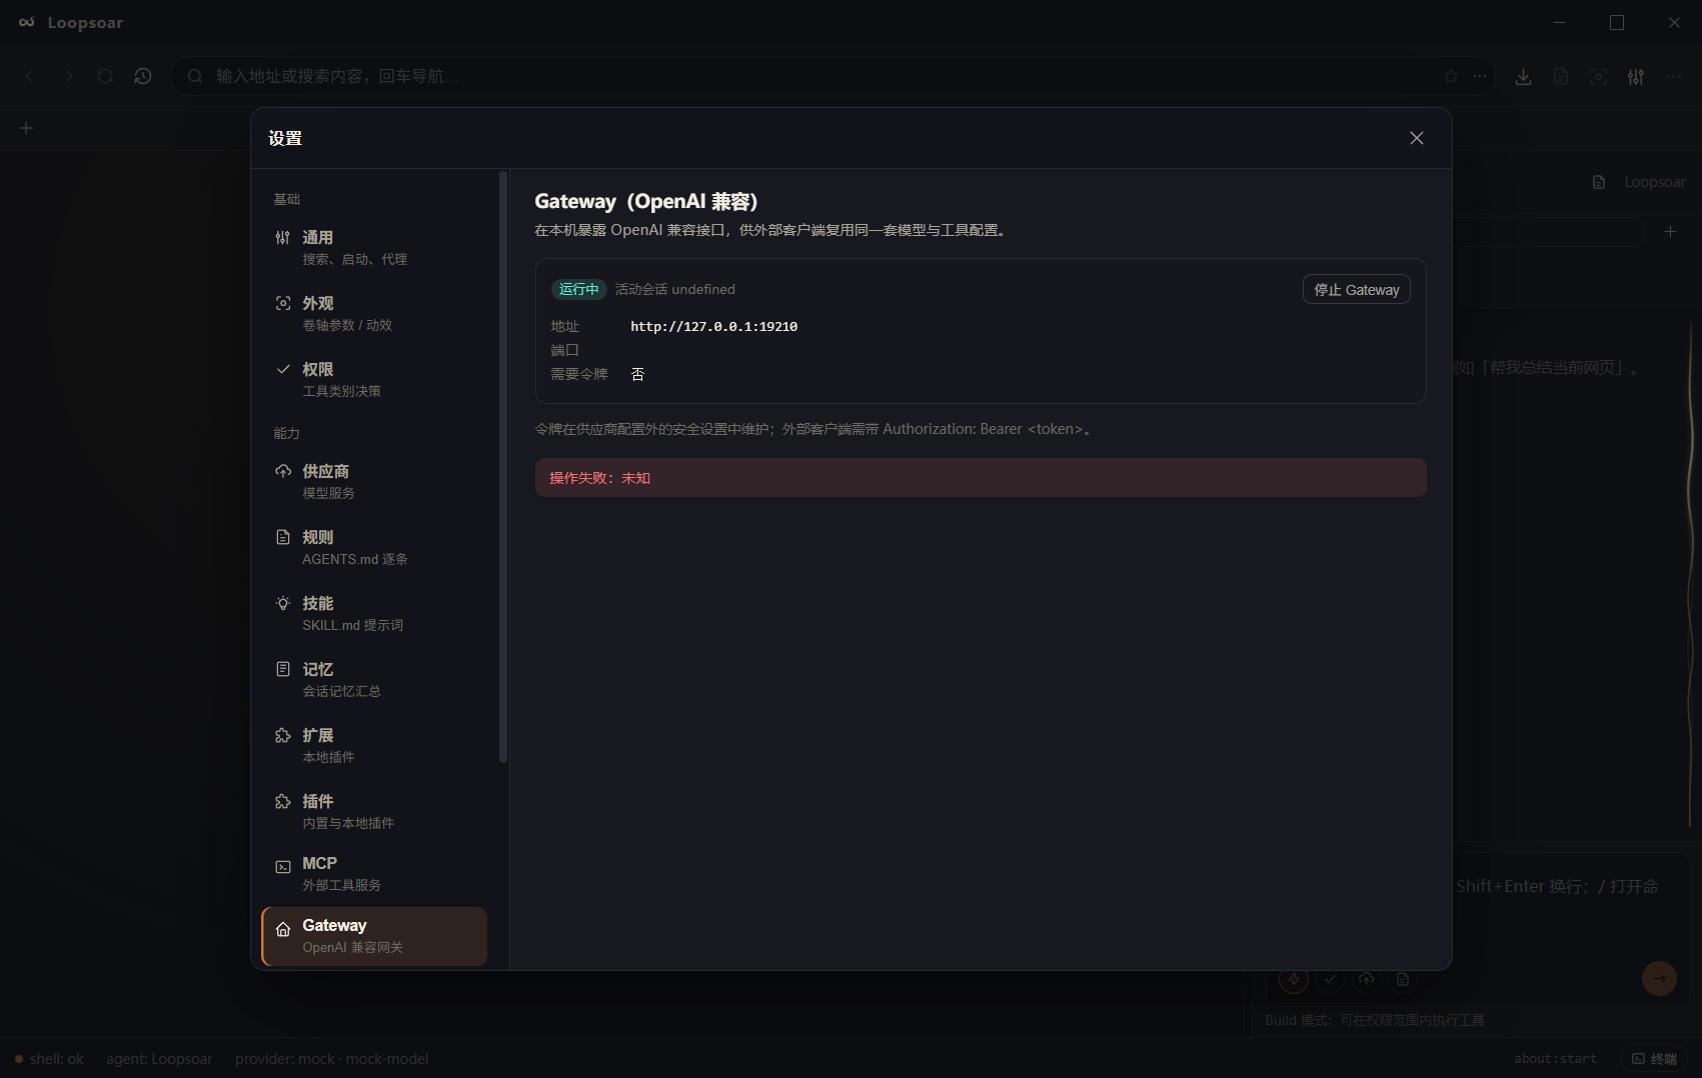 Loopsoar
输入地址或搜索内容，回车导航...
设置
Loopsoar
基础
通用
搜索、启动、代理
外观
卷轴参数 / 动效
权限
工具类别决策
能力
供应商
模型服务
规则
AGENTS.md 逐条
技能
SKILL.md 提示词
记忆
会话记忆汇总
扩展
本地插件
插件
内置与本地插件
MCP
外部工具服务
Gateway
OpenAI 兼容网关
Gateway（OpenAI 兼容）
在本机暴露 OpenAI 兼容接口，供外部客户端复用同一套模型与工具配置。
运行中 活动会话 undefined
停止 Gateway
地址 http://127.0.0.1:19210
端口
需要令牌 否
令牌在供应商配置外的安全设置中维护；外部客户端需带 Authorization: Bearer <token>。
操作失败：未知
如「帮我总结当前网页」。
Shift+Enter 换行；/ 打开命
Build 模式：可在权限范围内执行工具
shell: ok agent: Loopsoar provider: mock · mock-model
about:start 终端